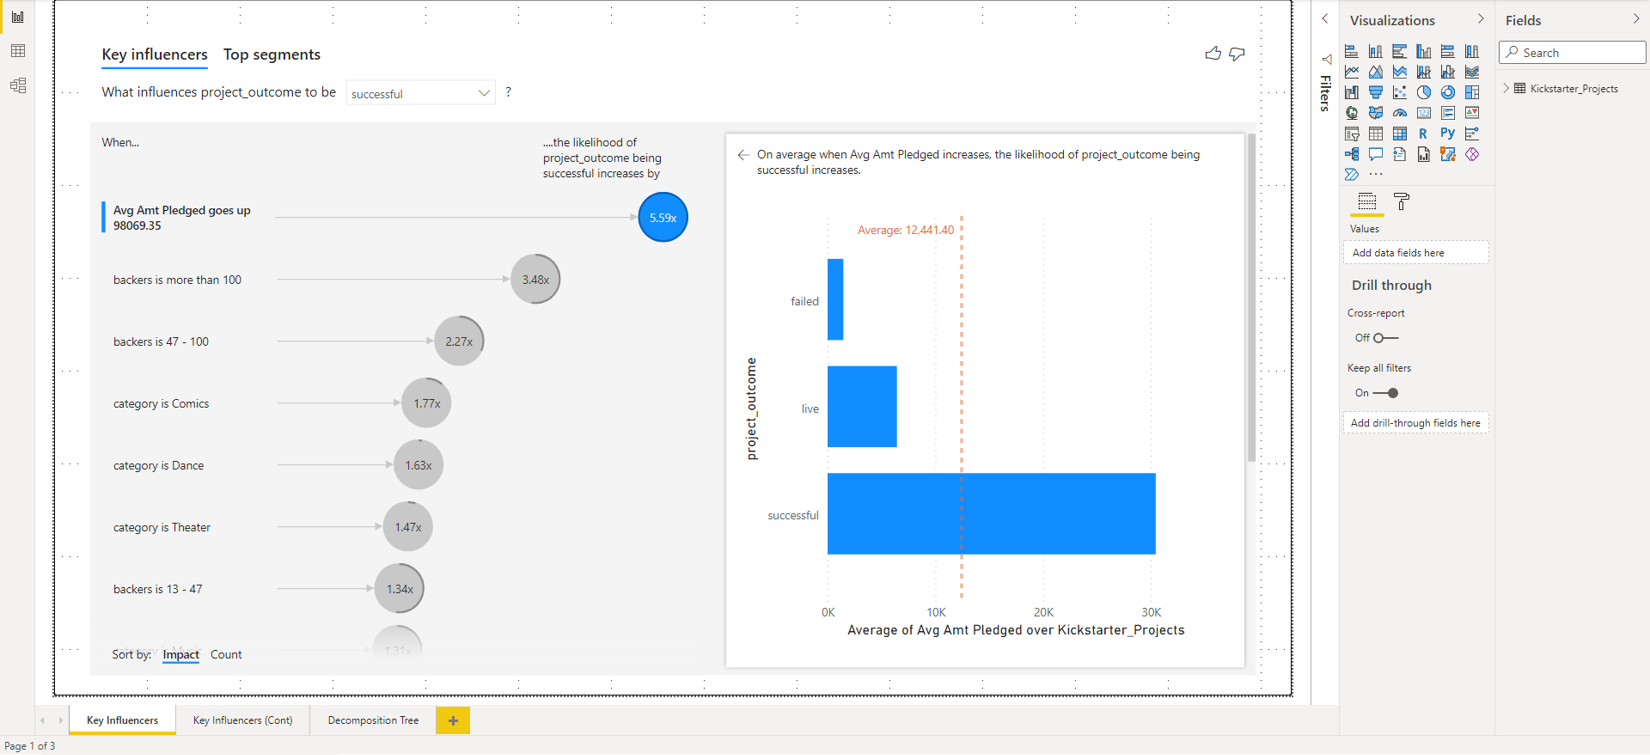 Key influencers
Top segments
What influences project_outcome to be
successful
?
When...
....the likelihood of
project_outcome being
successful increases by
Avg Amt Pledged goes up
98069.35
5.59x
backers is more than 100
3.48x
backers is 47 - 100
2.27x
category is Comics
1.77x
category is Dance
1.63x
category is Theater
1.47x
backers is 13 - 47
1.34x
1.31x
Sort by:
Impact
Count
On average when Avg Amt Pledged increases, the likelihood of project_outcome being
successful increases.
Average: 12,441.40
failed
live
successful
project_outcome
0K
10K
20K
30K
Average of Avg Amt Pledged over Kickstarter_Projects
Filters
Visualizations
R
Py
123
...
Values
Add data fields here
Drill through
Cross-report
Off
Keep all filters
On
Add drill-through fields here
Fields
Search
Kickstarter_Projects
Key Influencers
Key Influencers (Cont)
Decomposition Tree
+
Page 1 of 3